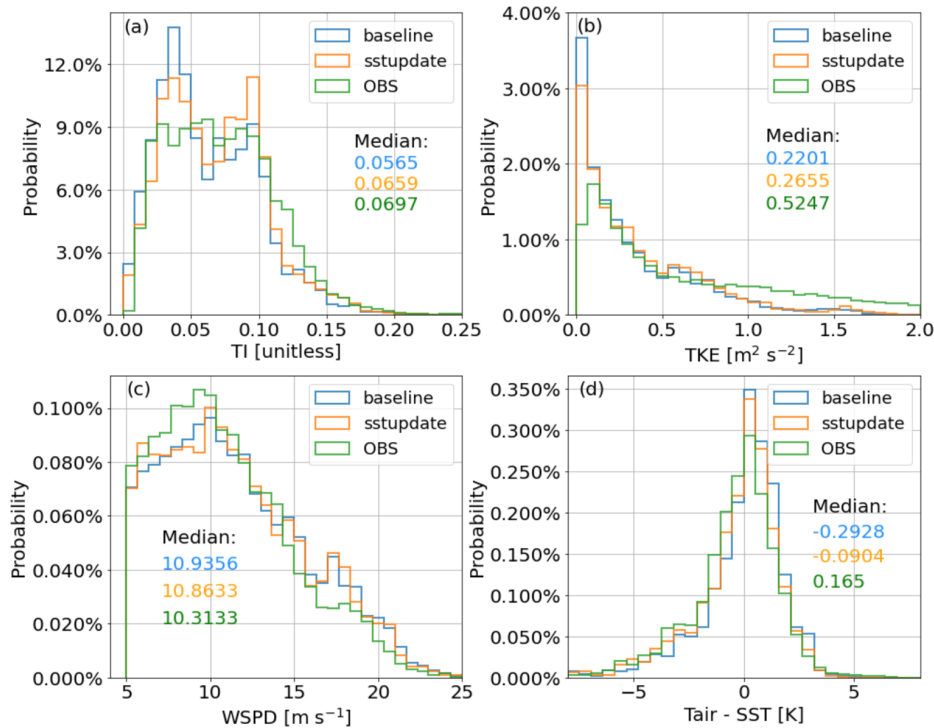 (a)
baseline
sstupdate
OBS
Median:
0.0565
0.0659
0.0697
Probability
12.0%
9.0%
6.0%
3.0%
0.0%
0.00 0.05 0.10 0.15 0.20 0.25
TI [unitless]
(b)
baseline
sstupdate
OBS
Median:
0.2201
0.2655
0.5247
Probability
4.00%
3.00%
2.00%
1.00%
0.00%
0.0 0.5 1.0 1.5 2.0
TKE [m² s⁻²]
(c)
baseline
sstupdate
OBS
Median:
10.9356
10.8633
10.3133
Probability
0.100%
0.080%
0.060%
0.040%
0.020%
0.000%
5 10 15 20 25
WSPD [m s⁻¹]
(d)
baseline
sstupdate
OBS
Median:
-0.2928
-0.0904
0.165
Probability
0.350%
0.300%
0.250%
0.200%
0.150%
0.100%
0.050%
0.000%
−5 0 5
Tair - SST [K]